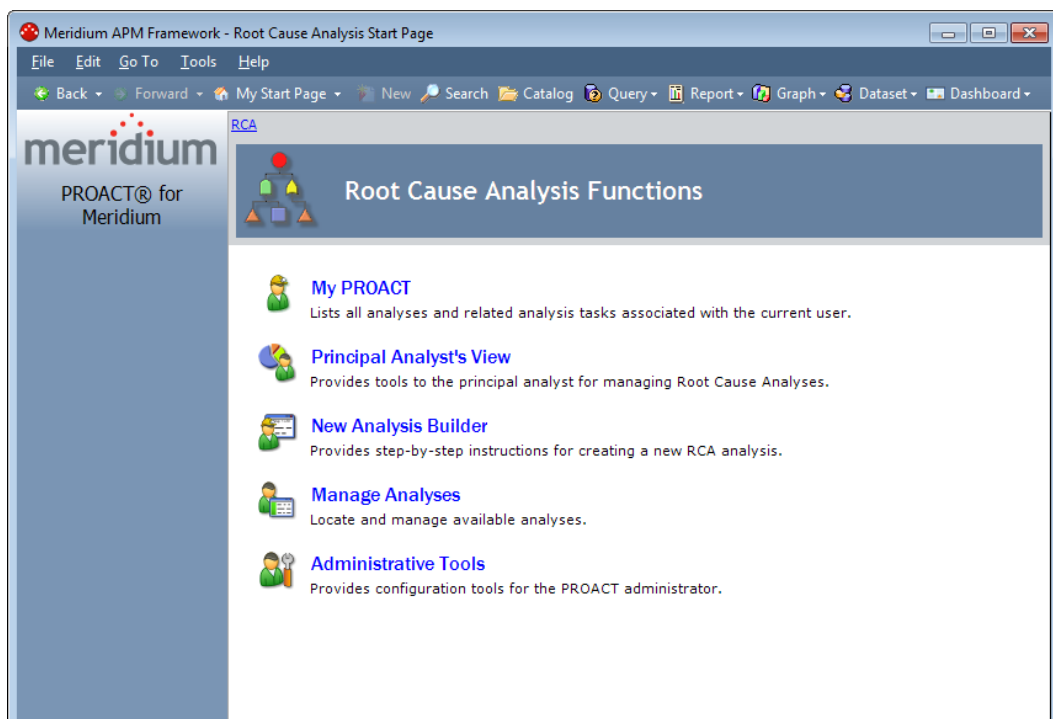 Meridium APM Framework - Root Cause Analysis Start Page
File Edit Go To Tools Help
Back Forward My Start Page New Search Catalog Query Report Graph Dataset Dashboard
meridium
PROACT® for
Meridium
RCA
Root Cause Analysis Functions
My PROACT
Lists all analyses and related analysis tasks associated with the current user.
Principal Analyst's View
Provides tools to the principal analyst for managing Root Cause Analyses.
New Analysis Builder
Provides step-by-step instructions for creating a new RCA analysis.
Manage Analyses
Locate and manage available analyses.
Administrative Tools
Provides configuration tools for the PROACT administrator.